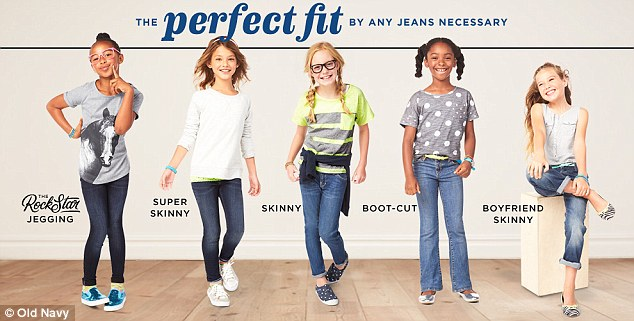 THE perfect fit BY ANY JEANS NECESSARY
THE
RockStar
JEGGING
SUPER
SKINNY
SKINNY
BOOT-CUT
BOYFRIEND
SKINNY
© Old Navy